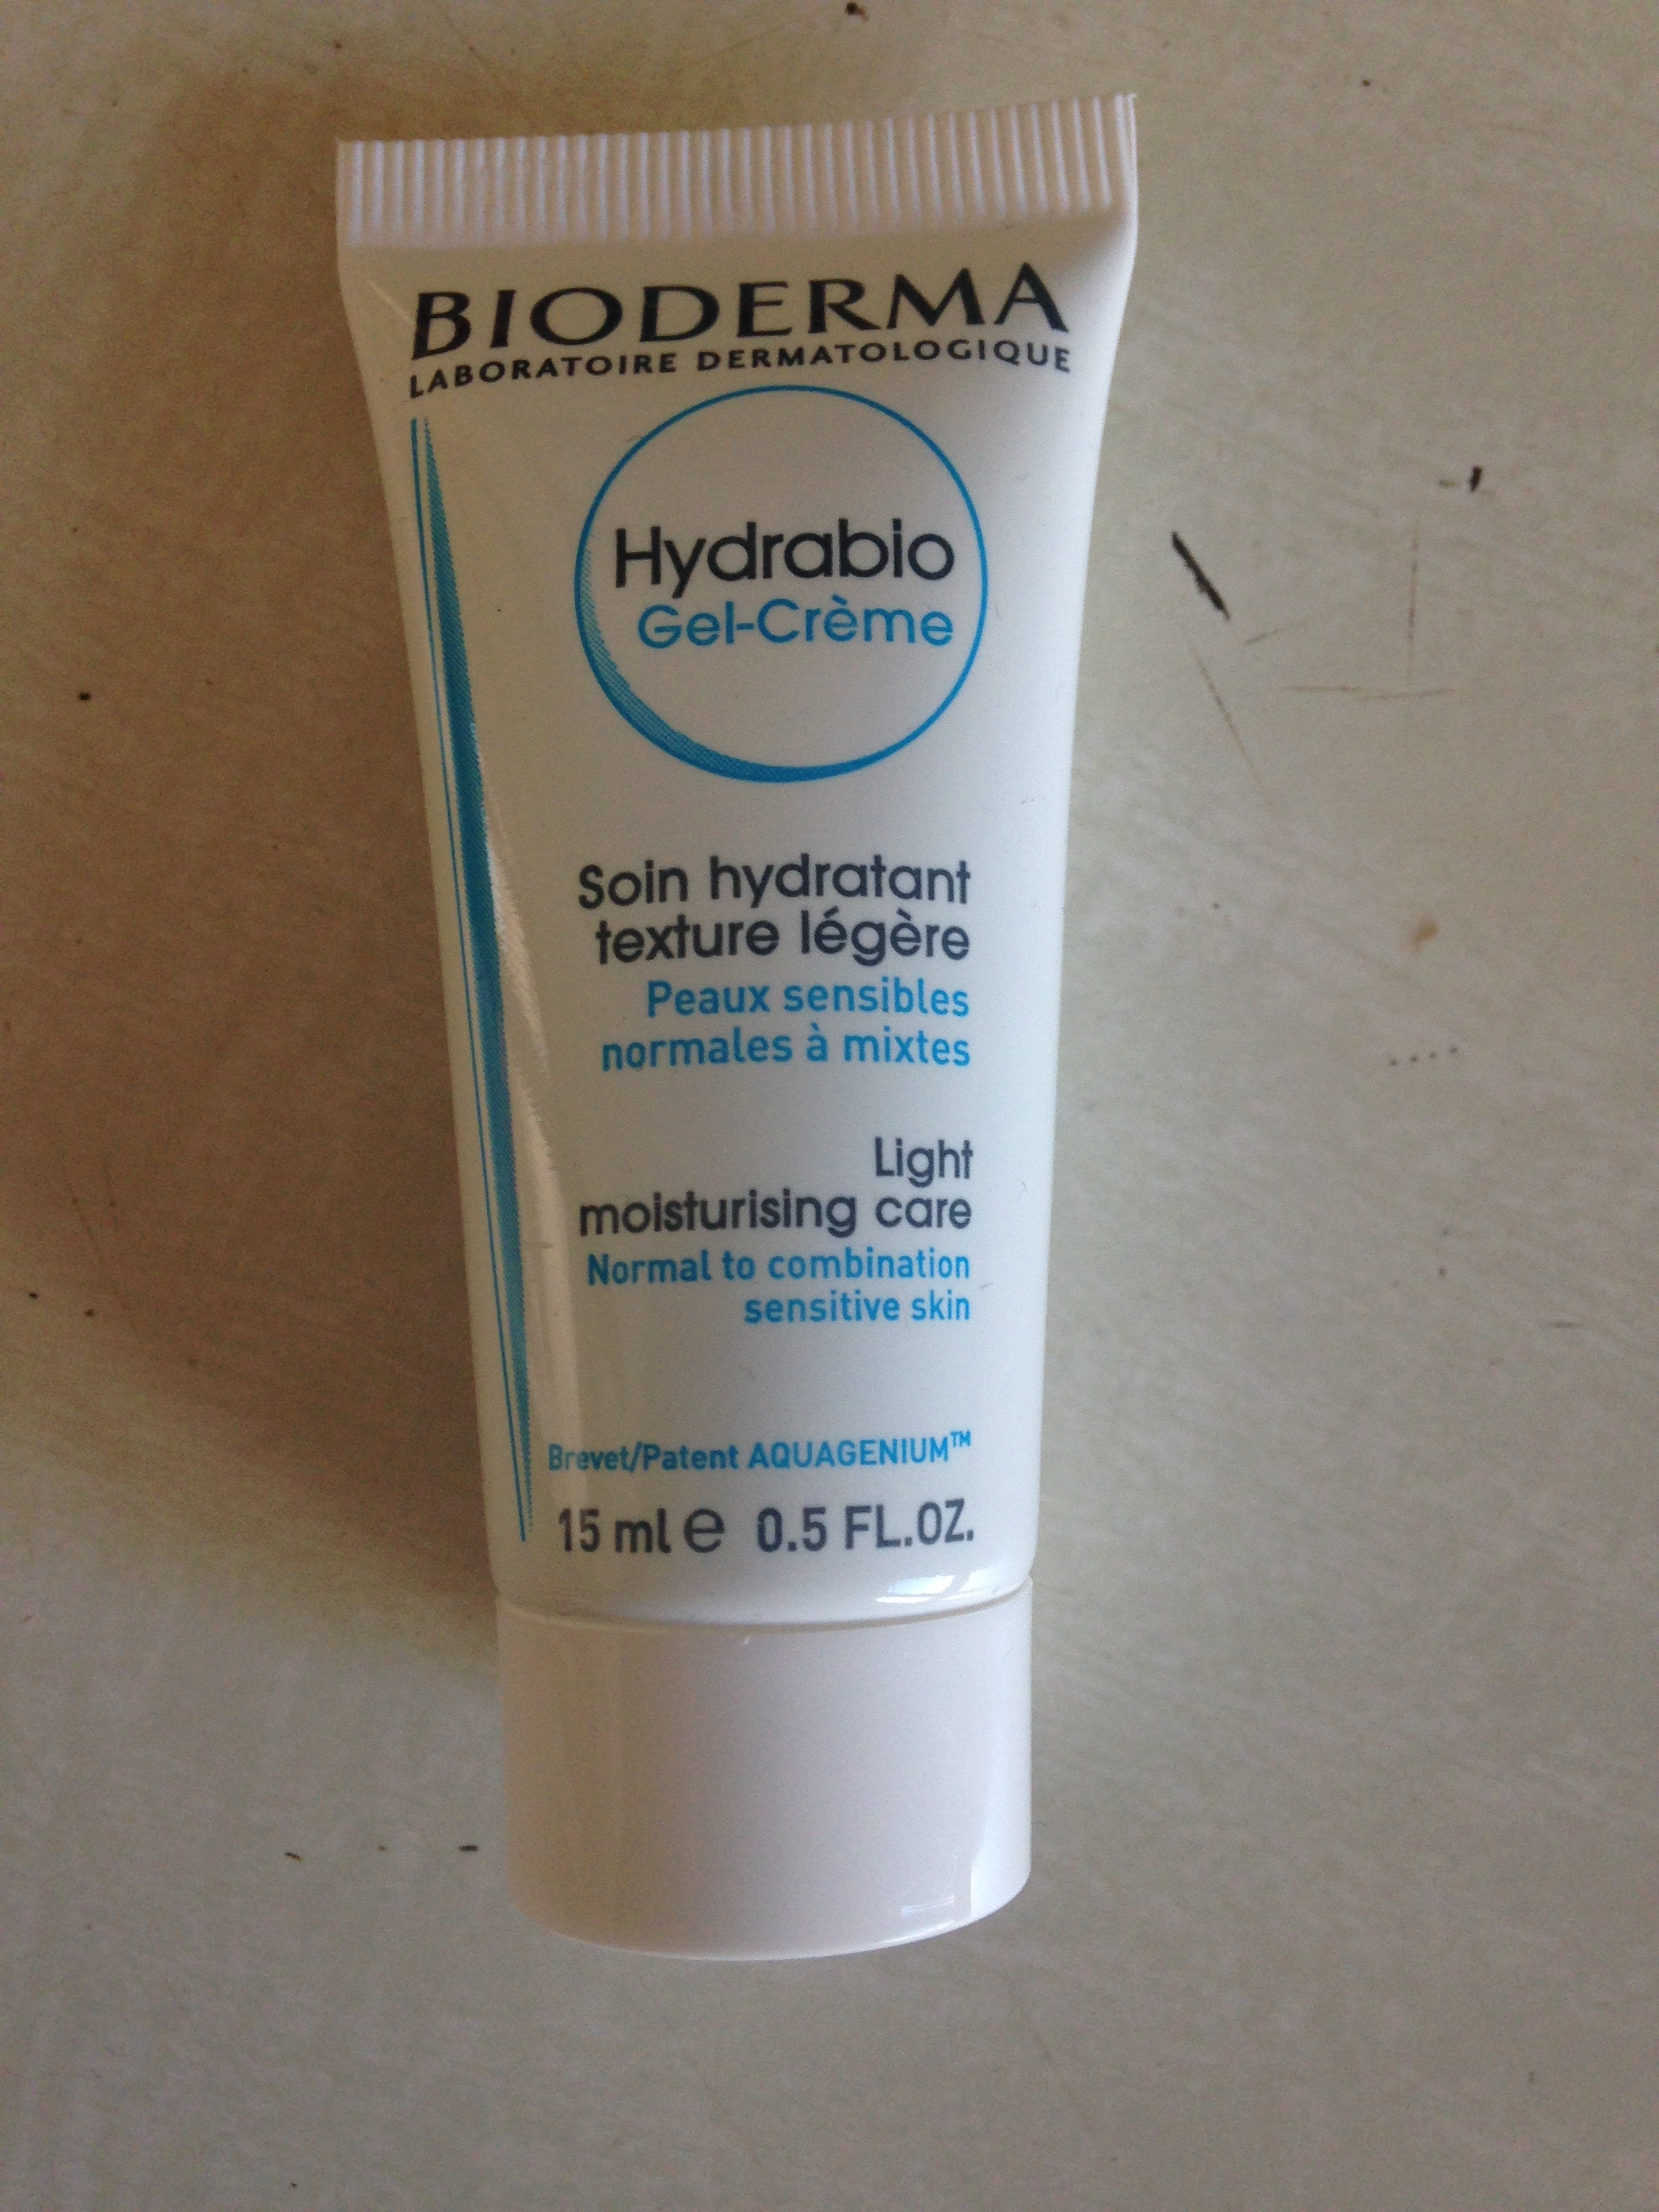 BIODERMA
LABORATOIRE DERMATOLOGIQUE
Hydrabio
Gel-Crème
Soin hydratant
texture légère
Peaux sensibles
normales à mixtes
Light
moisturising care
Normal to combination
sensitive skin
Brevet/Patent AQUAGENIUM™
15 ml ℮ 0.5 FL.OZ.